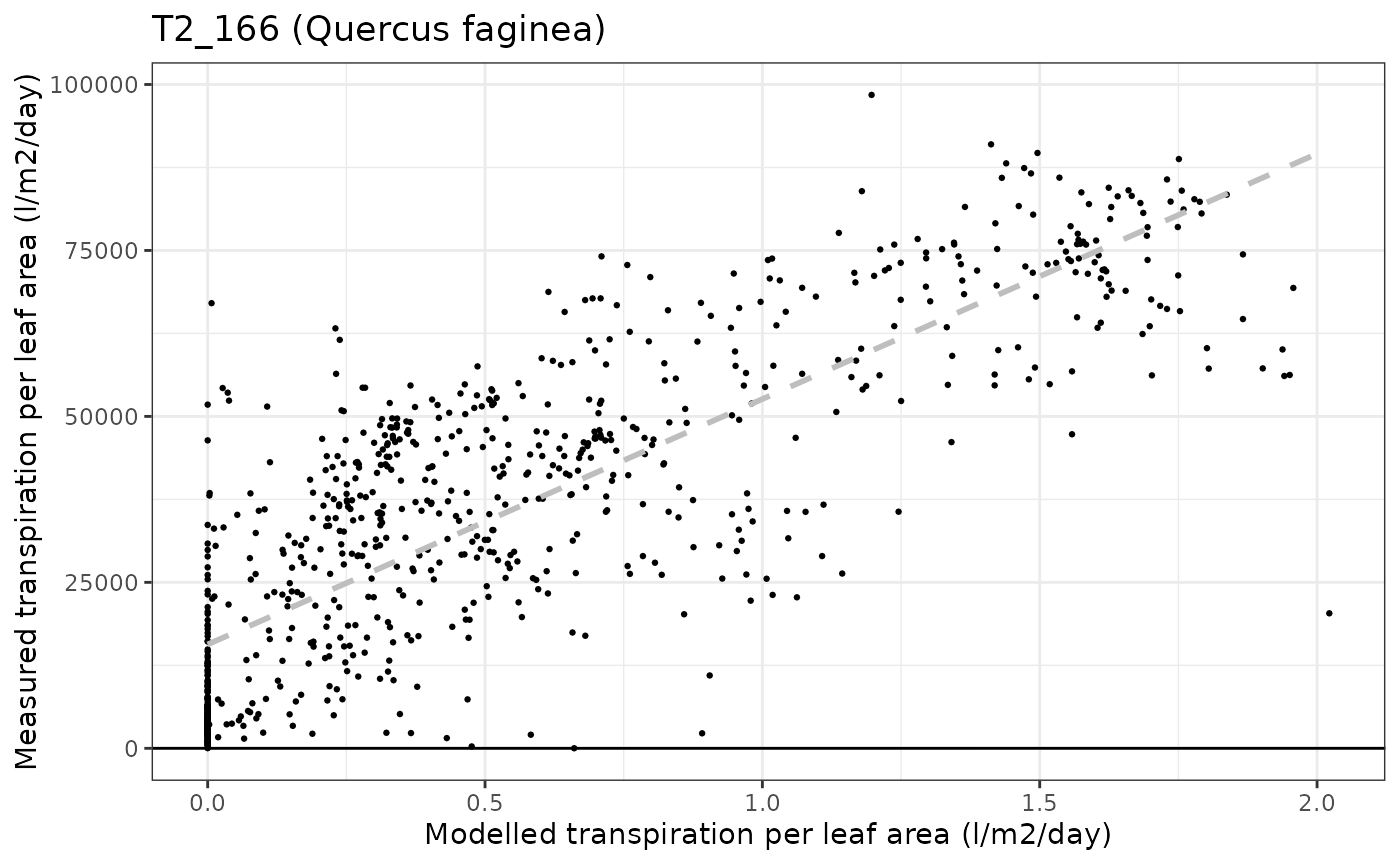 T2_166 (Quercus faginea)
Measured transpiration per leaf area (l/m2/day)
100000
75000
50000
25000
0
0.0 0.5 1.0 1.5 2.0
Modelled transpiration per leaf area (l/m2/day)